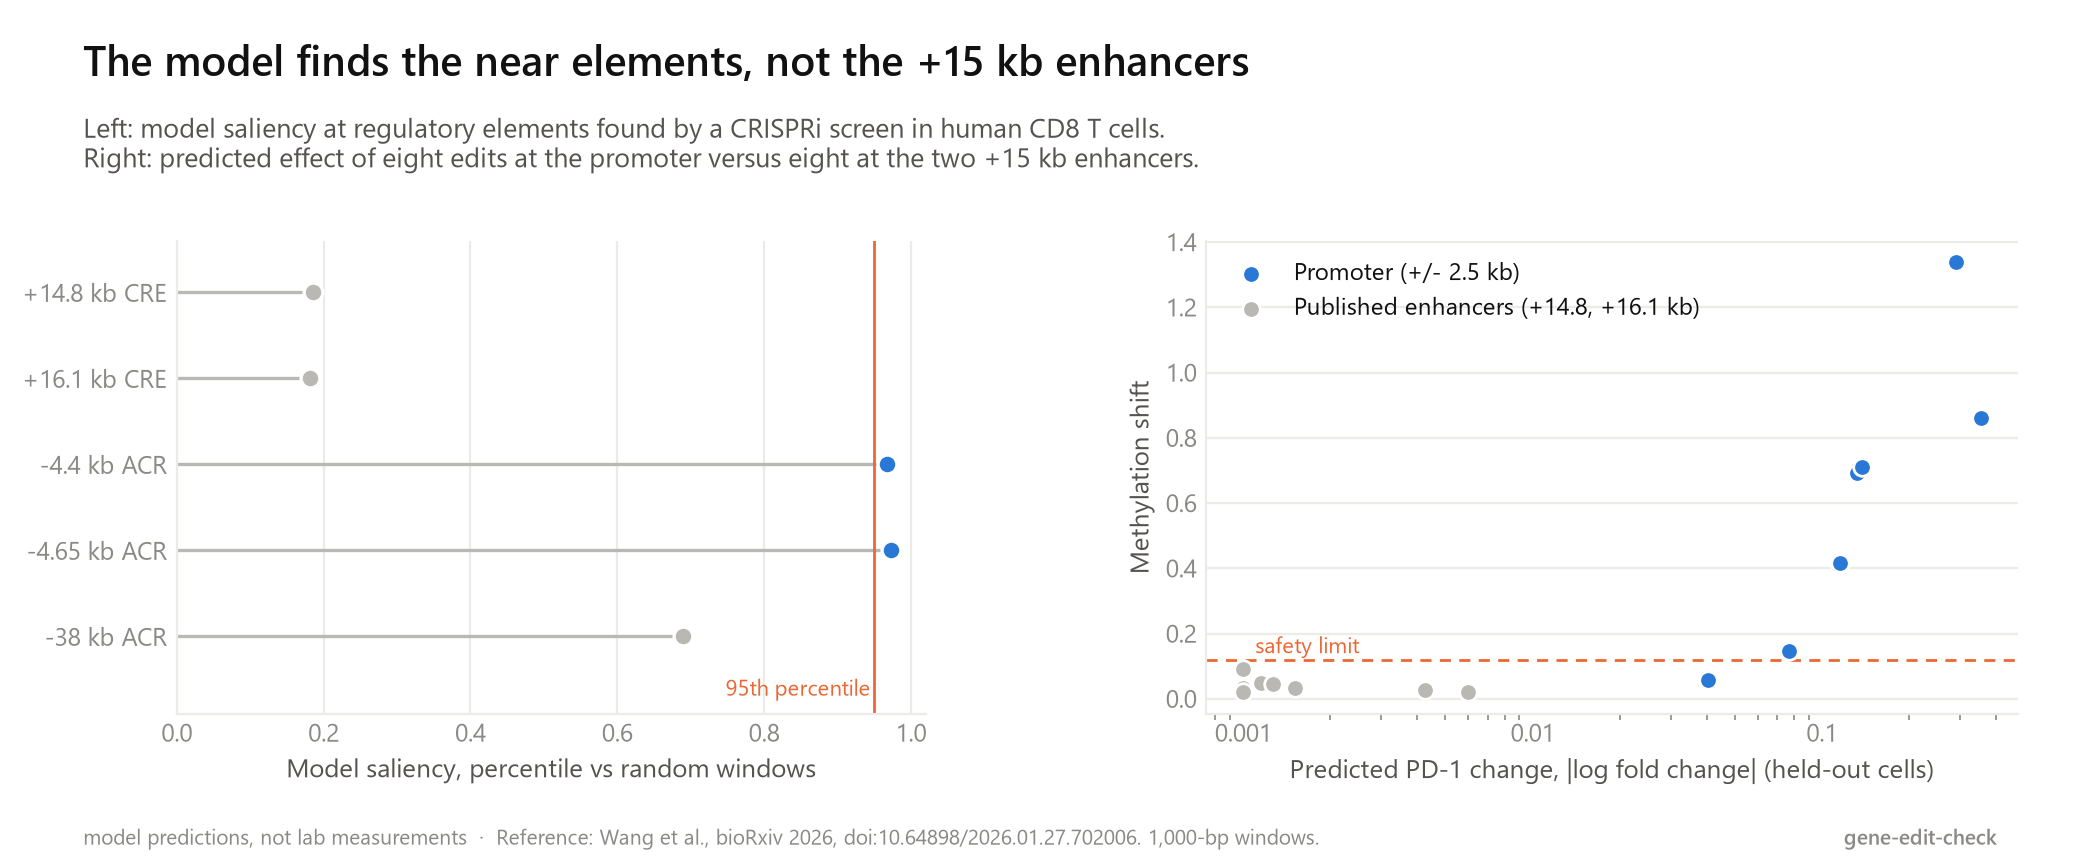 The model finds the near elements, not the +15 kb enhancers
Left: model saliency at regulatory elements found by a CRISPRi screen in human CD8 T cells.
Right: predicted effect of eight edits at the promoter versus eight at the two +15 kb enhancers.
+14.8 kb CRE
+16.1 kb CRE
-4.4 kb ACR
-4.65 kb ACR
-38 kb ACR
95th percentile
0.0 0.2 0.4 0.6 0.8 1.0
Model saliency, percentile vs random windows
1.4
1.2
1.0
0.8
0.6
0.4
0.2
0.0
Methylation shift
Promoter (+/- 2.5 kb)
Published enhancers (+14.8, +16.1 kb)
safety limit
0.001 0.01 0.1
Predicted PD-1 change, |log fold change| (held-out cells)
model predictions, not lab measurements · Reference: Wang et al., bioRxiv 2026, doi:10.64898/2026.01.27.702006. 1,000-bp windows.
gene-edit-check